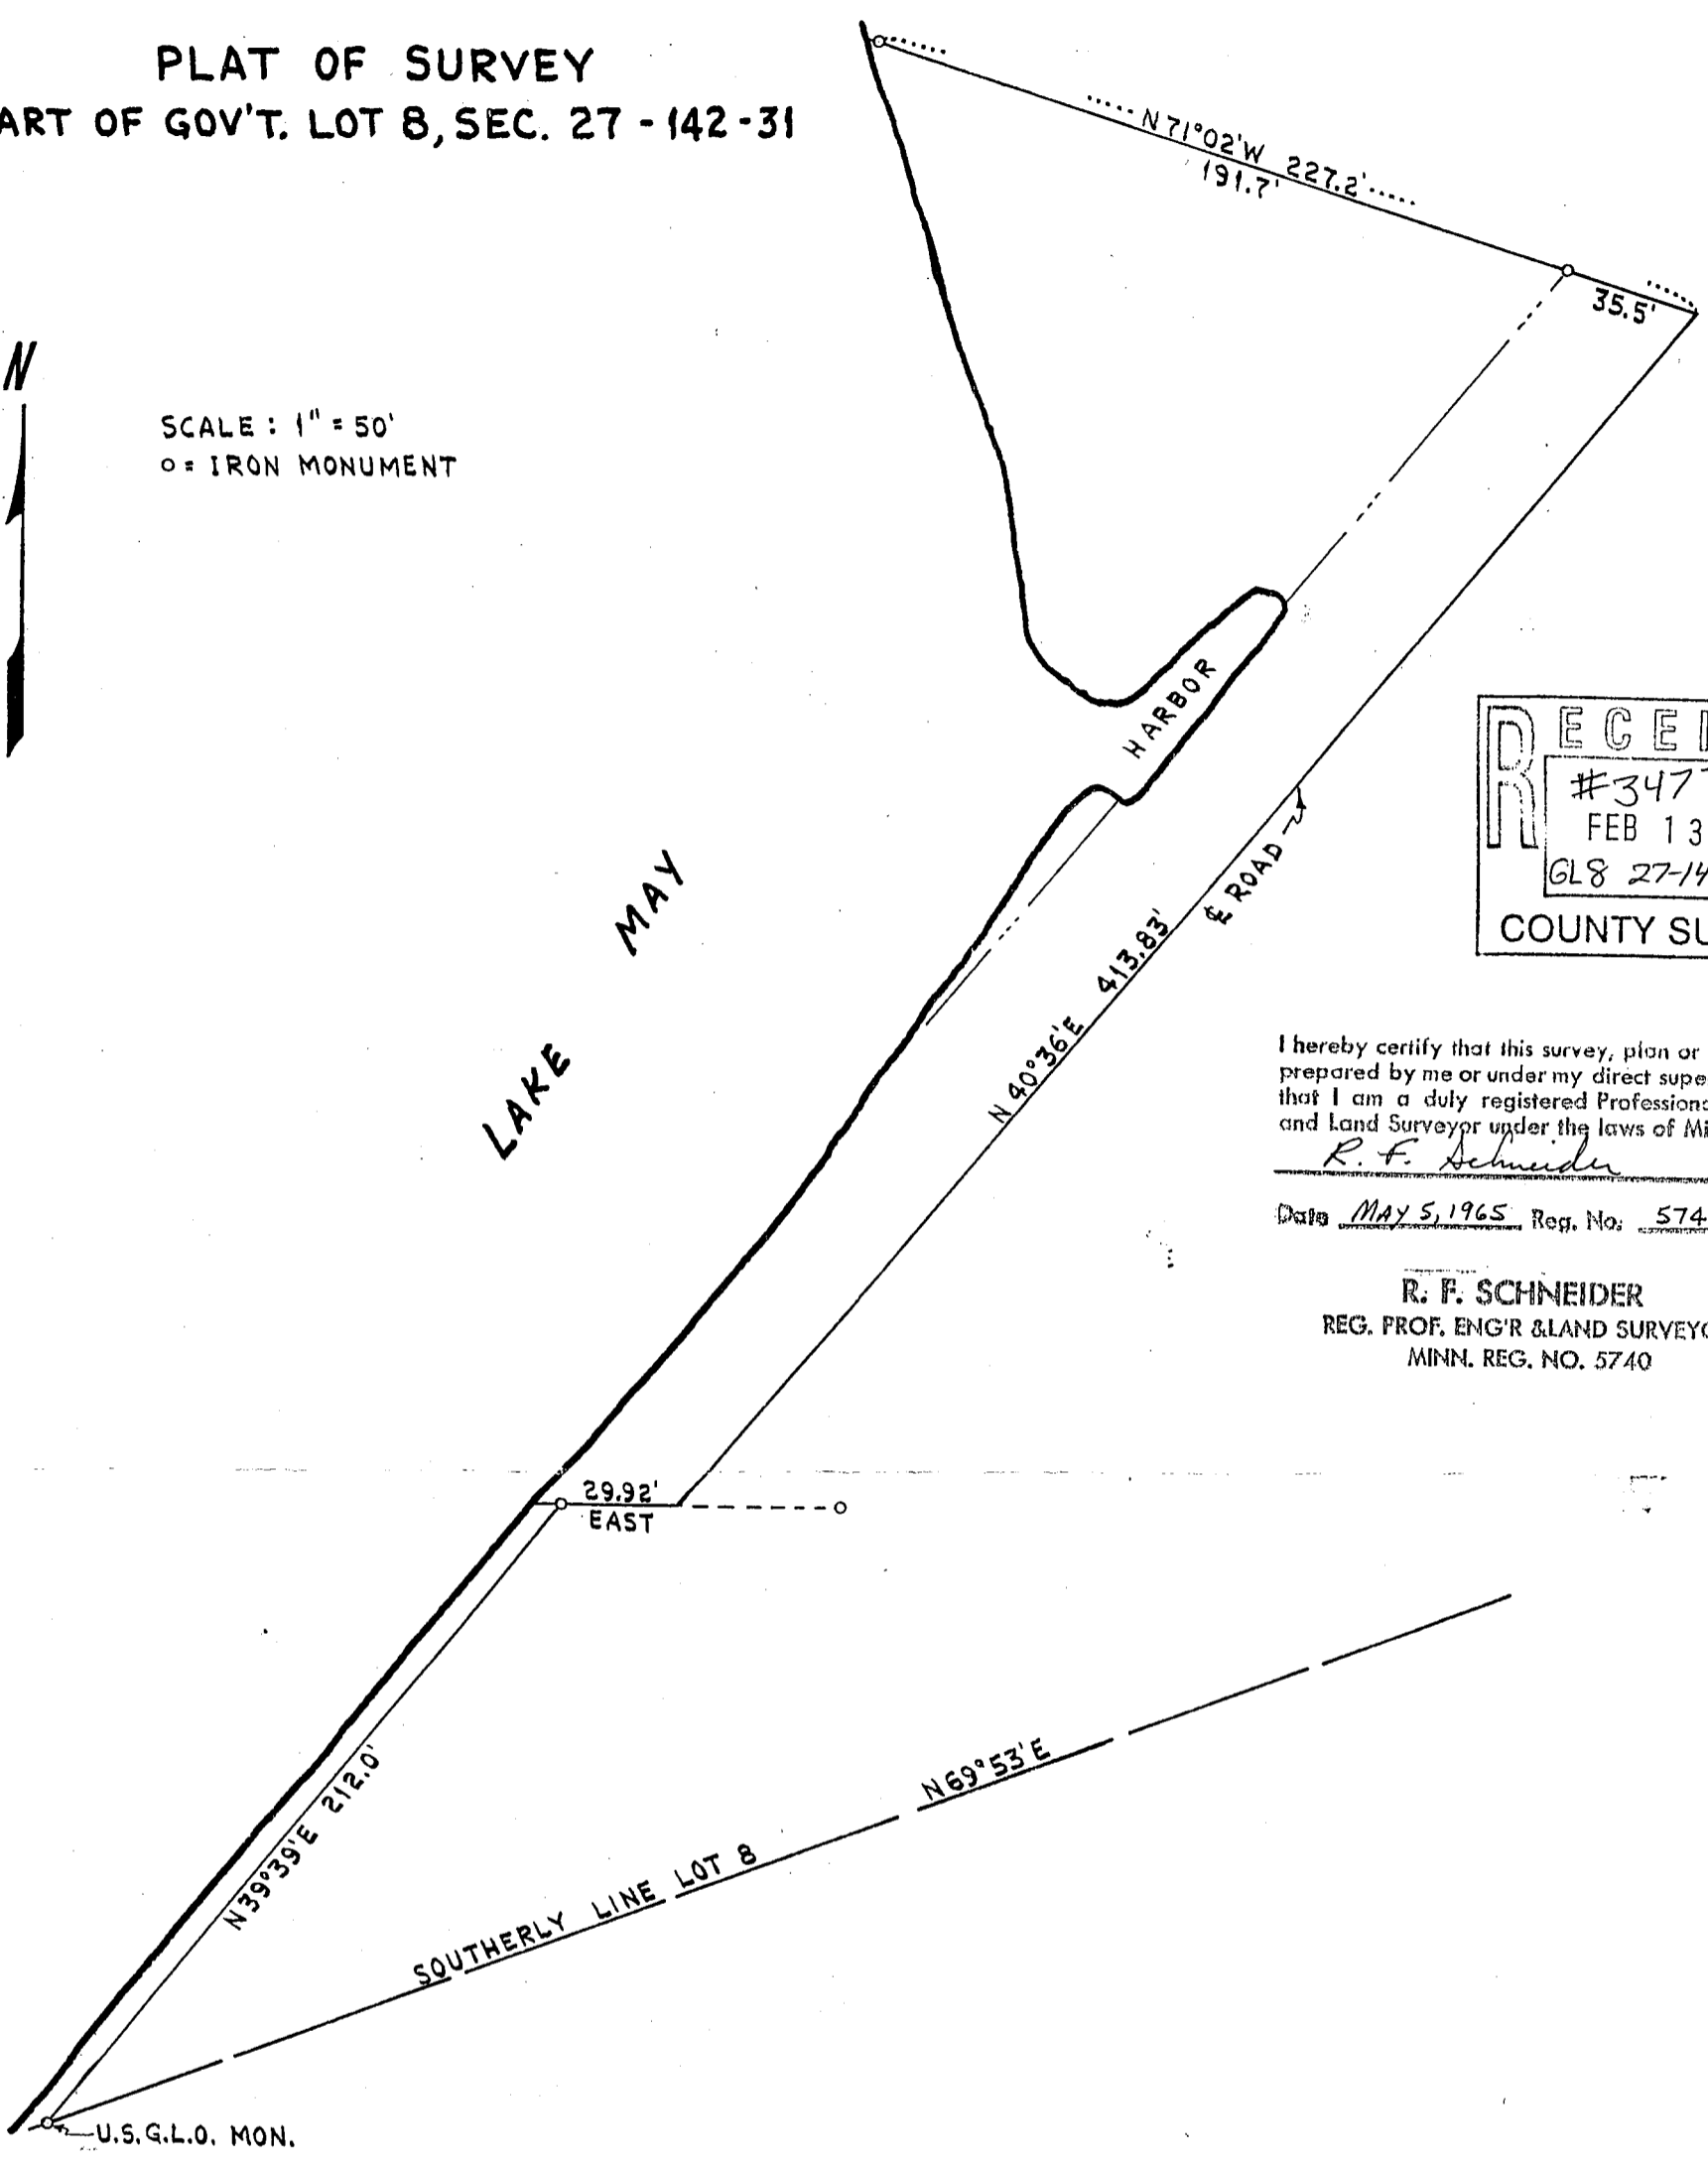 PLAT OF SURVEY
ART OF GOV'T. LOT 8, SEC. 27 - 142 - 31
N
SCALE : 1" = 50'
o = IRON MONUMENT
N 71°02'W 227.2'
191.7'
35.5'
HARBOR
LAKE MAY
℄ ROAD
N 40°36'E 413.83'
RECEI
#347
FEB 13
GL8 27-14
COUNTY SU
I hereby certify that this survey, plan or
prepared by me or under my direct supe
that I am a duly registered Profession
and Land Surveyor under the laws of Mi
R. F. Schneider
Date MAY 5, 1965 Reg. No. 574
R. F. SCHNEIDER
REG. PROF. ENG'R & LAND SURVEYO
MINN. REG. NO. 5740
29.92'
EAST
N 39°39'E 212.0'
N 69°53'E
SOUTHERLY LINE LOT 8
U.S.G.L.O. MON.